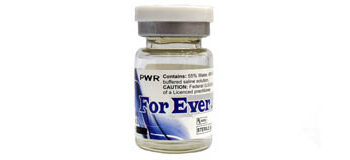 PWR
Contains: 55% Water,
buffered saline solution.
CAUTION: Federal
of a Licenced practitioner
For Ever
STERILE